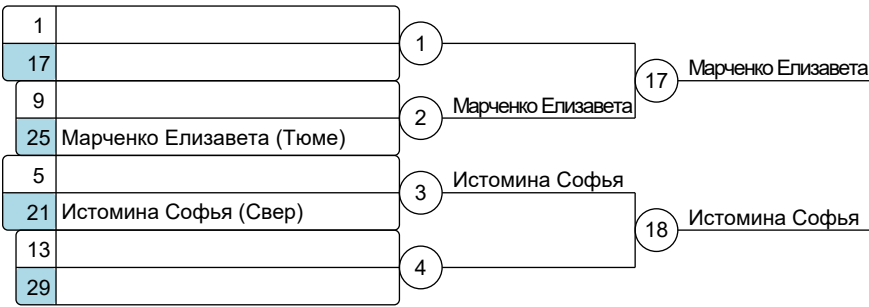 1
17
1
9
25 Марченко Елизавета (Тюме)
2
Марченко Елизавета
17
Марченко Елизавета
5
21 Истомина Софья (Свер)
3
Истомина Софья
13
29
4
18
Истомина Софья